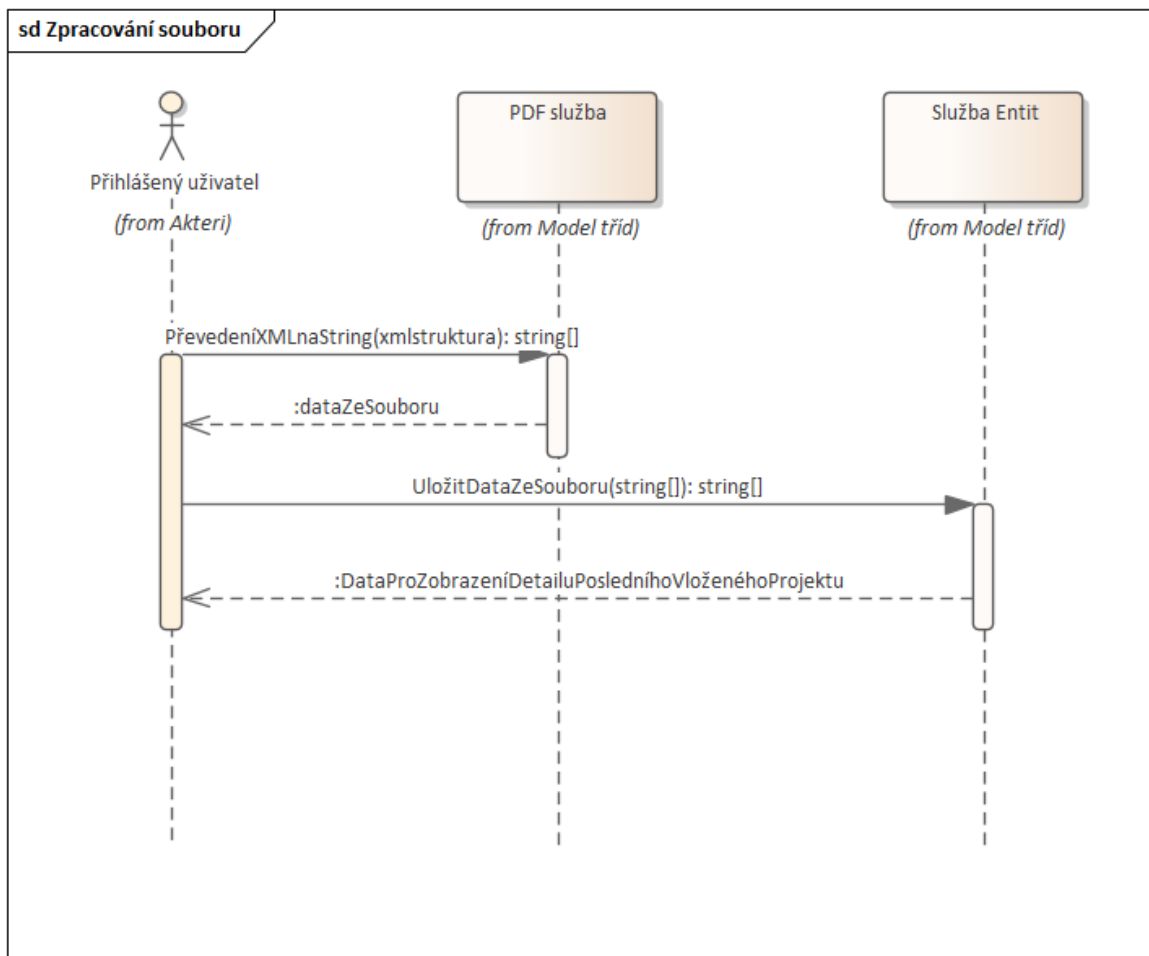 sd Zpracování souboru
PDF služba
Služba Entit
Přihlášený uživatel
(from Akteri)
(from Model tříd)
(from Model tříd)
PřevedeníXMLnaString(xmlstruktura): string[]
:dataZeSouboru
UložitDataZeSouboru(string[]): string[]
:DataProZobrazeníDetailuPosledníhoVloženéhoProjektu